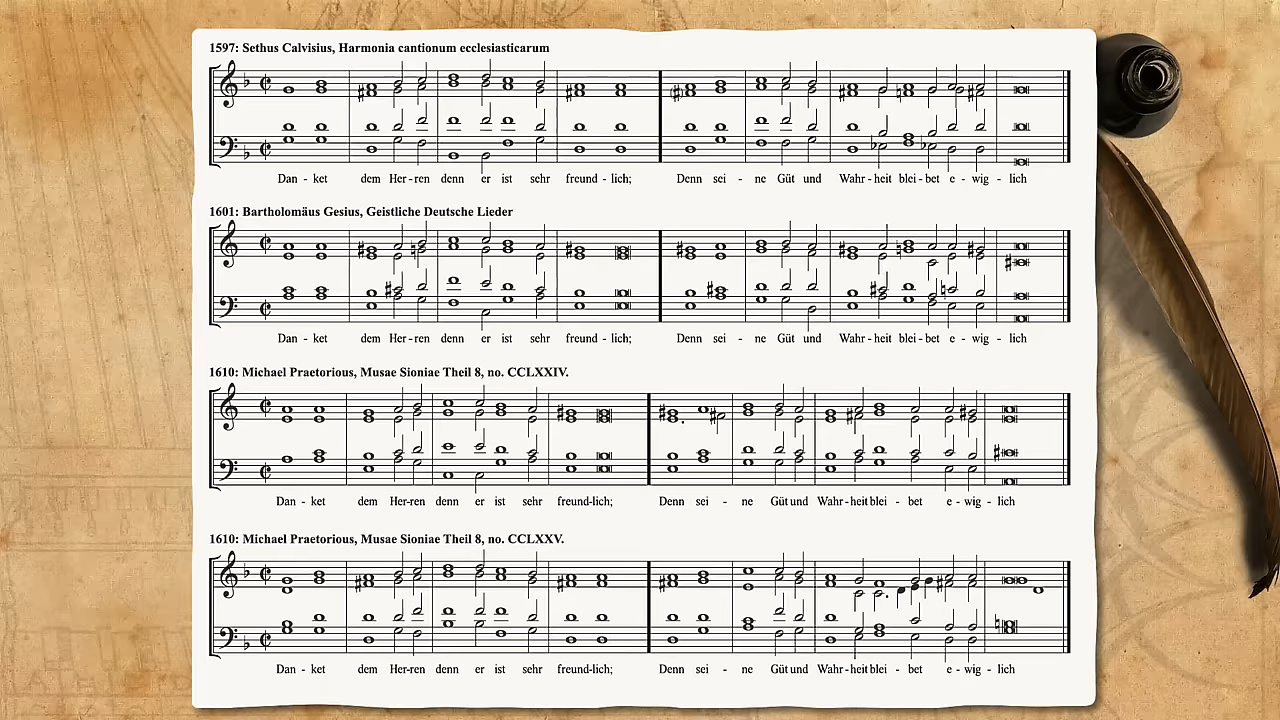 1597: Sethus Calvisius, Harmonia cantionum ecclesiasticarum
Dan - ket dem Her - ren denn er ist sehr freund - lich; Denn sei - ne Güt und Wahr - heit blei - bet e - wig - lich
1601: Bartholomäus Gesius, Geistliche Deutsche Lieder
Dan - ket dem Her - ren denn er ist sehr freund - lich; Denn sei - ne Güt und Wahr - heit blei - bet e - wig - lich
1610: Michael Praetorious, Musae Sioniae Theil 8, no. CCLXXIV.
Dan - ket dem Her-ren denn er ist sehr freund-lich; Denn sei - ne Güt und Wahr - heit blei - bet e - wig - lich
1610: Michael Praetorious, Musae Sioniae Theil 8, no. CCLXXV.
Dan - ket dem Her-ren denn er ist sehr freund-lich; Denn sei - ne Güt und Wahr - heit blei - bet e - wig - lich